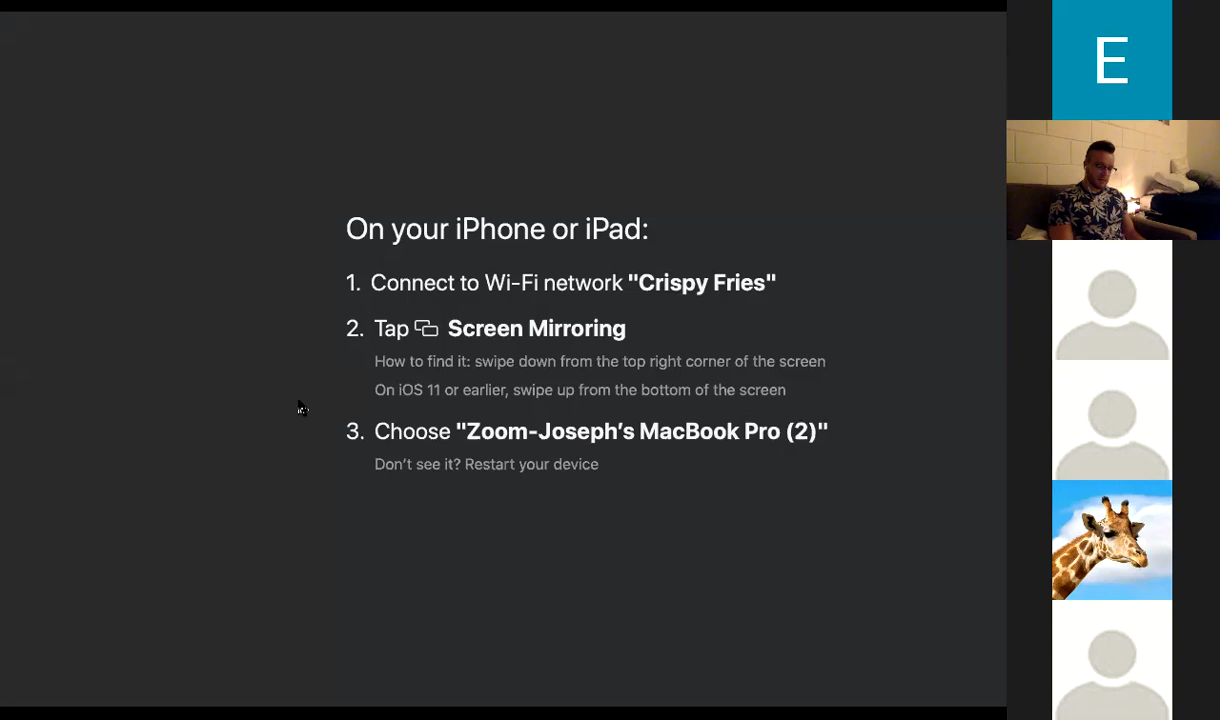 On your iPhone or iPad:
1. Connect to Wi-Fi network "Crispy Fries"
2. Tap Screen Mirroring
How to find it: swipe down from the top right corner of the screen
On iOS 11 or earlier, swipe up from the bottom of the screen
3. Choose "Zoom-Joseph’s MacBook Pro (2)"
Don’t see it? Restart your device
E